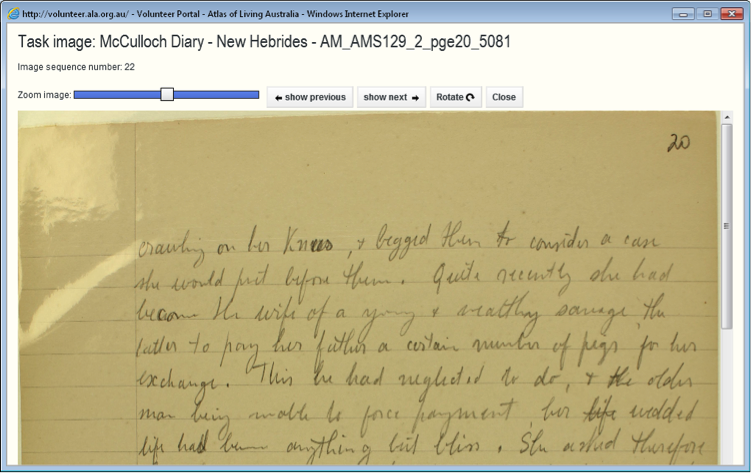 http://volunteer.ala.org.au/ - Volunteer Portal - Atlas of Living Australia - Windows Internet Explorer
Task image: McCulloch Diary - New Hebrides - AM_AMS129_2_pge20_5081
Image sequence number: 22
Zoom image:
show previous
show next
Rotate
Close
20
crawling on her Knees, & begged them to consider a case
she would put before them. Quite recently she had
become the wife of a young & wealthy savage the
latter to pay her father a certain number of pigs for her
exchange. This he had neglected to do, & the older
man being unable to force payment, her life wedded
life had been anything but bliss. She asked therefore